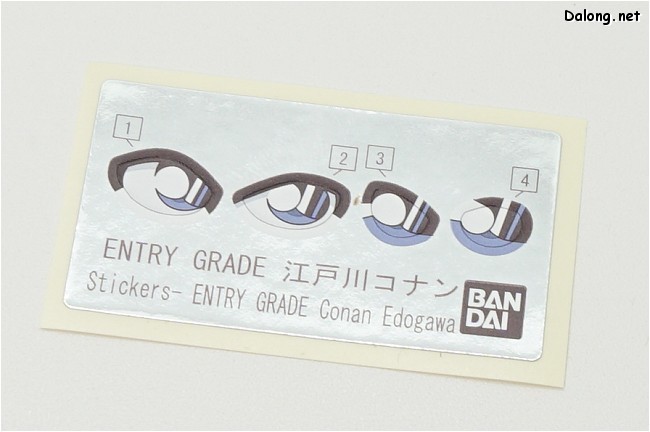 Dalong.net
1
2
3
4
ENTRY GRADE 江戸川コナン
Stickers- ENTRY GRADE Conan Edogawa
BAN
DAI